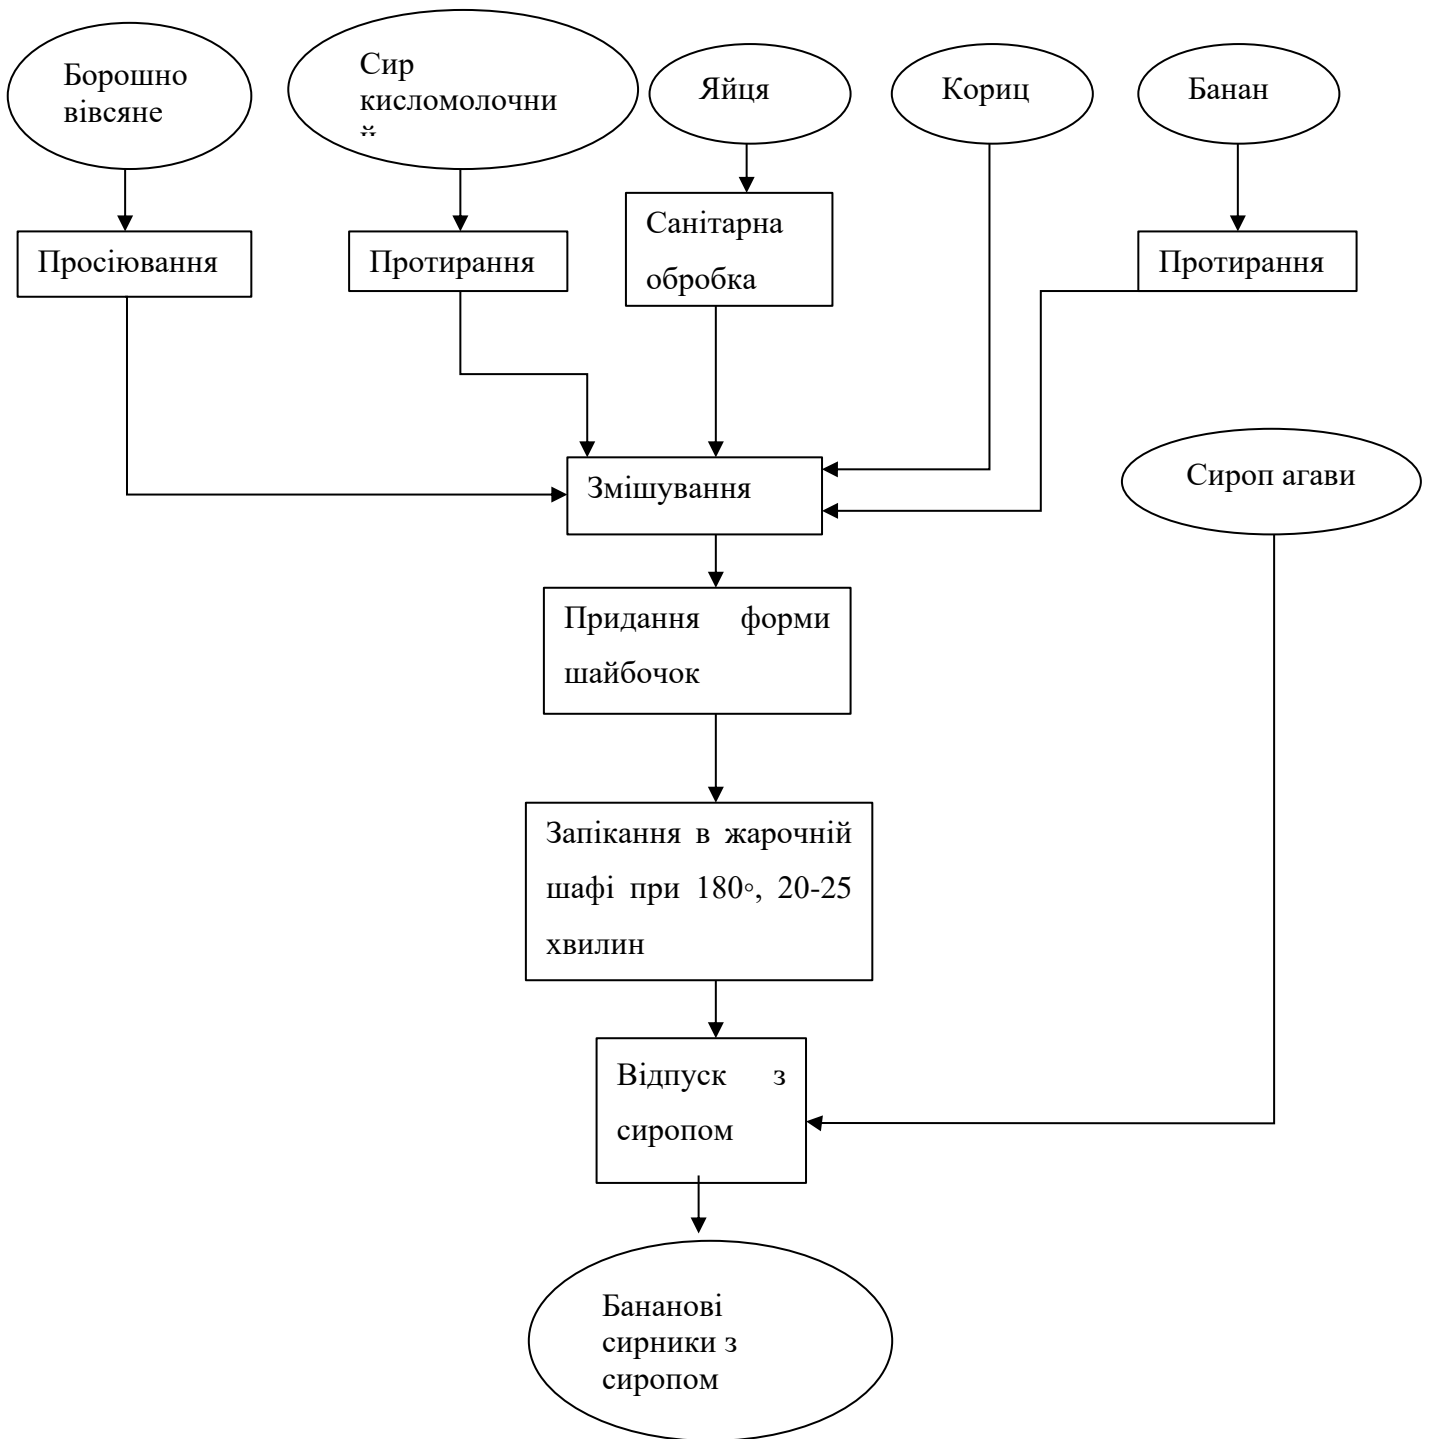 Борошно
вівсяне
Сир
кисломолочни
й
Яйця
Кориц
Банан
Просіювання
Протирання
Санітарна
обробка
Протирання
Змішування
Сироп агави
Придання форми
шайбочок
Запікання в жарочній
шафі при 180◦, 20-25
хвилин
Відпуск з
сиропом
Бананові
сирники з
сиропом